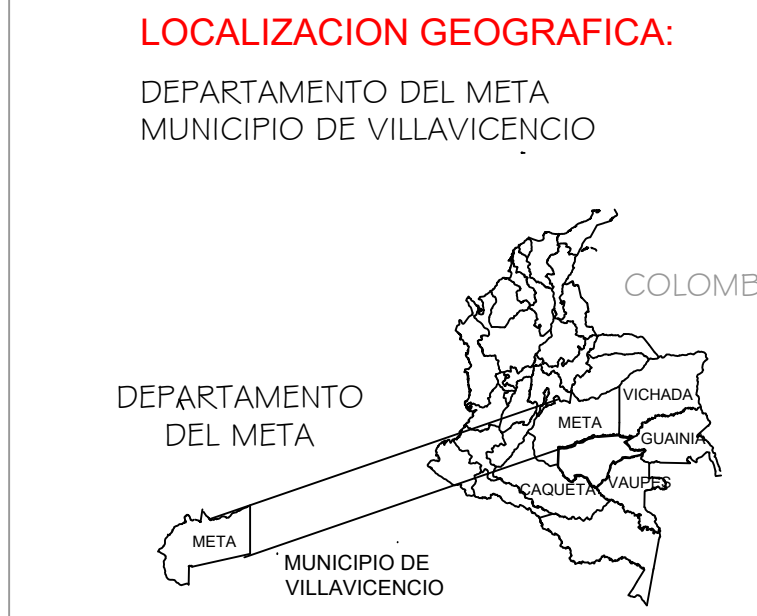 LOCALIZACION GEOGRAFICA:
DEPARTAMENTO DEL META
MUNICIPIO DE VILLAVICENCIO
COLOMB
DEPARTAMENTO
DEL META
VICHADA
META
GUAINIA
CAQUETA
VAUPES
META
MUNICIPIO DE
VILLAVICENCIO